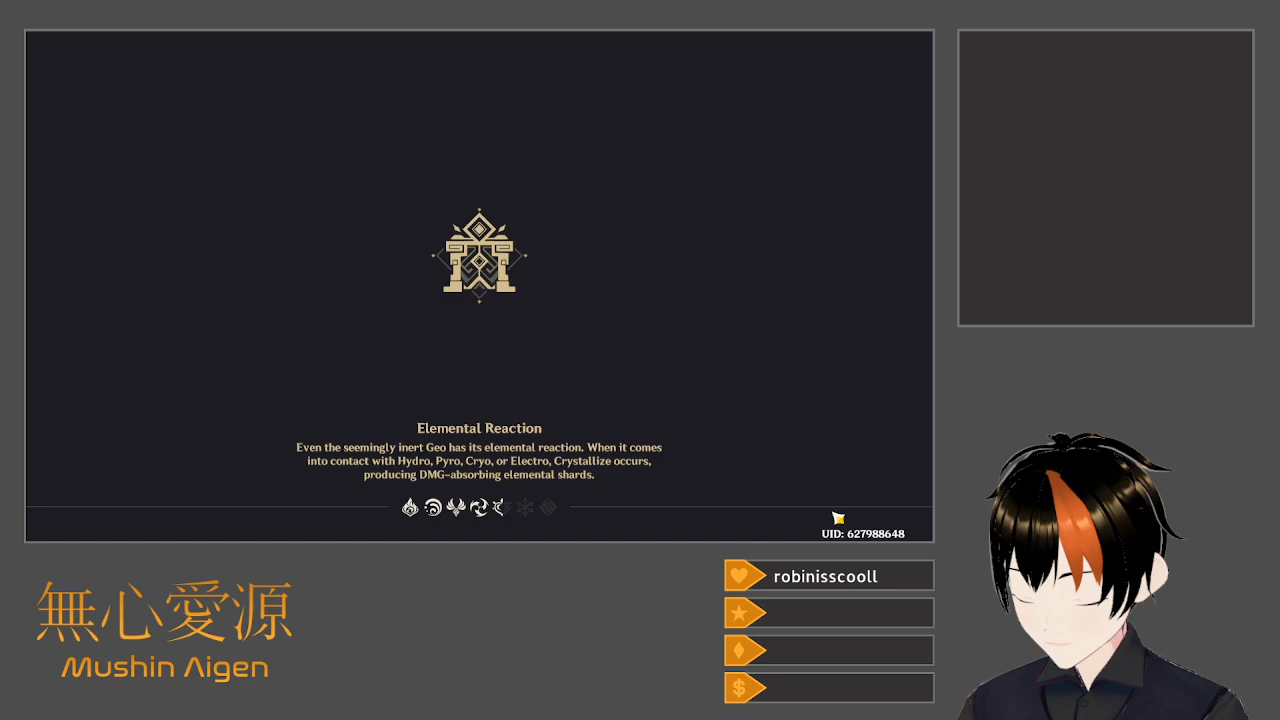 Elemental Reaction
Even the seemingly inert Geo has its elemental reaction. When it comes
into contact with Hydro, Pyro, Cryo, or Electro, Crystallize occurs,
producing DMG-absorbing elemental shards.
UID: 627988648
robinisscooll
無心愛源
Mushin Aigen